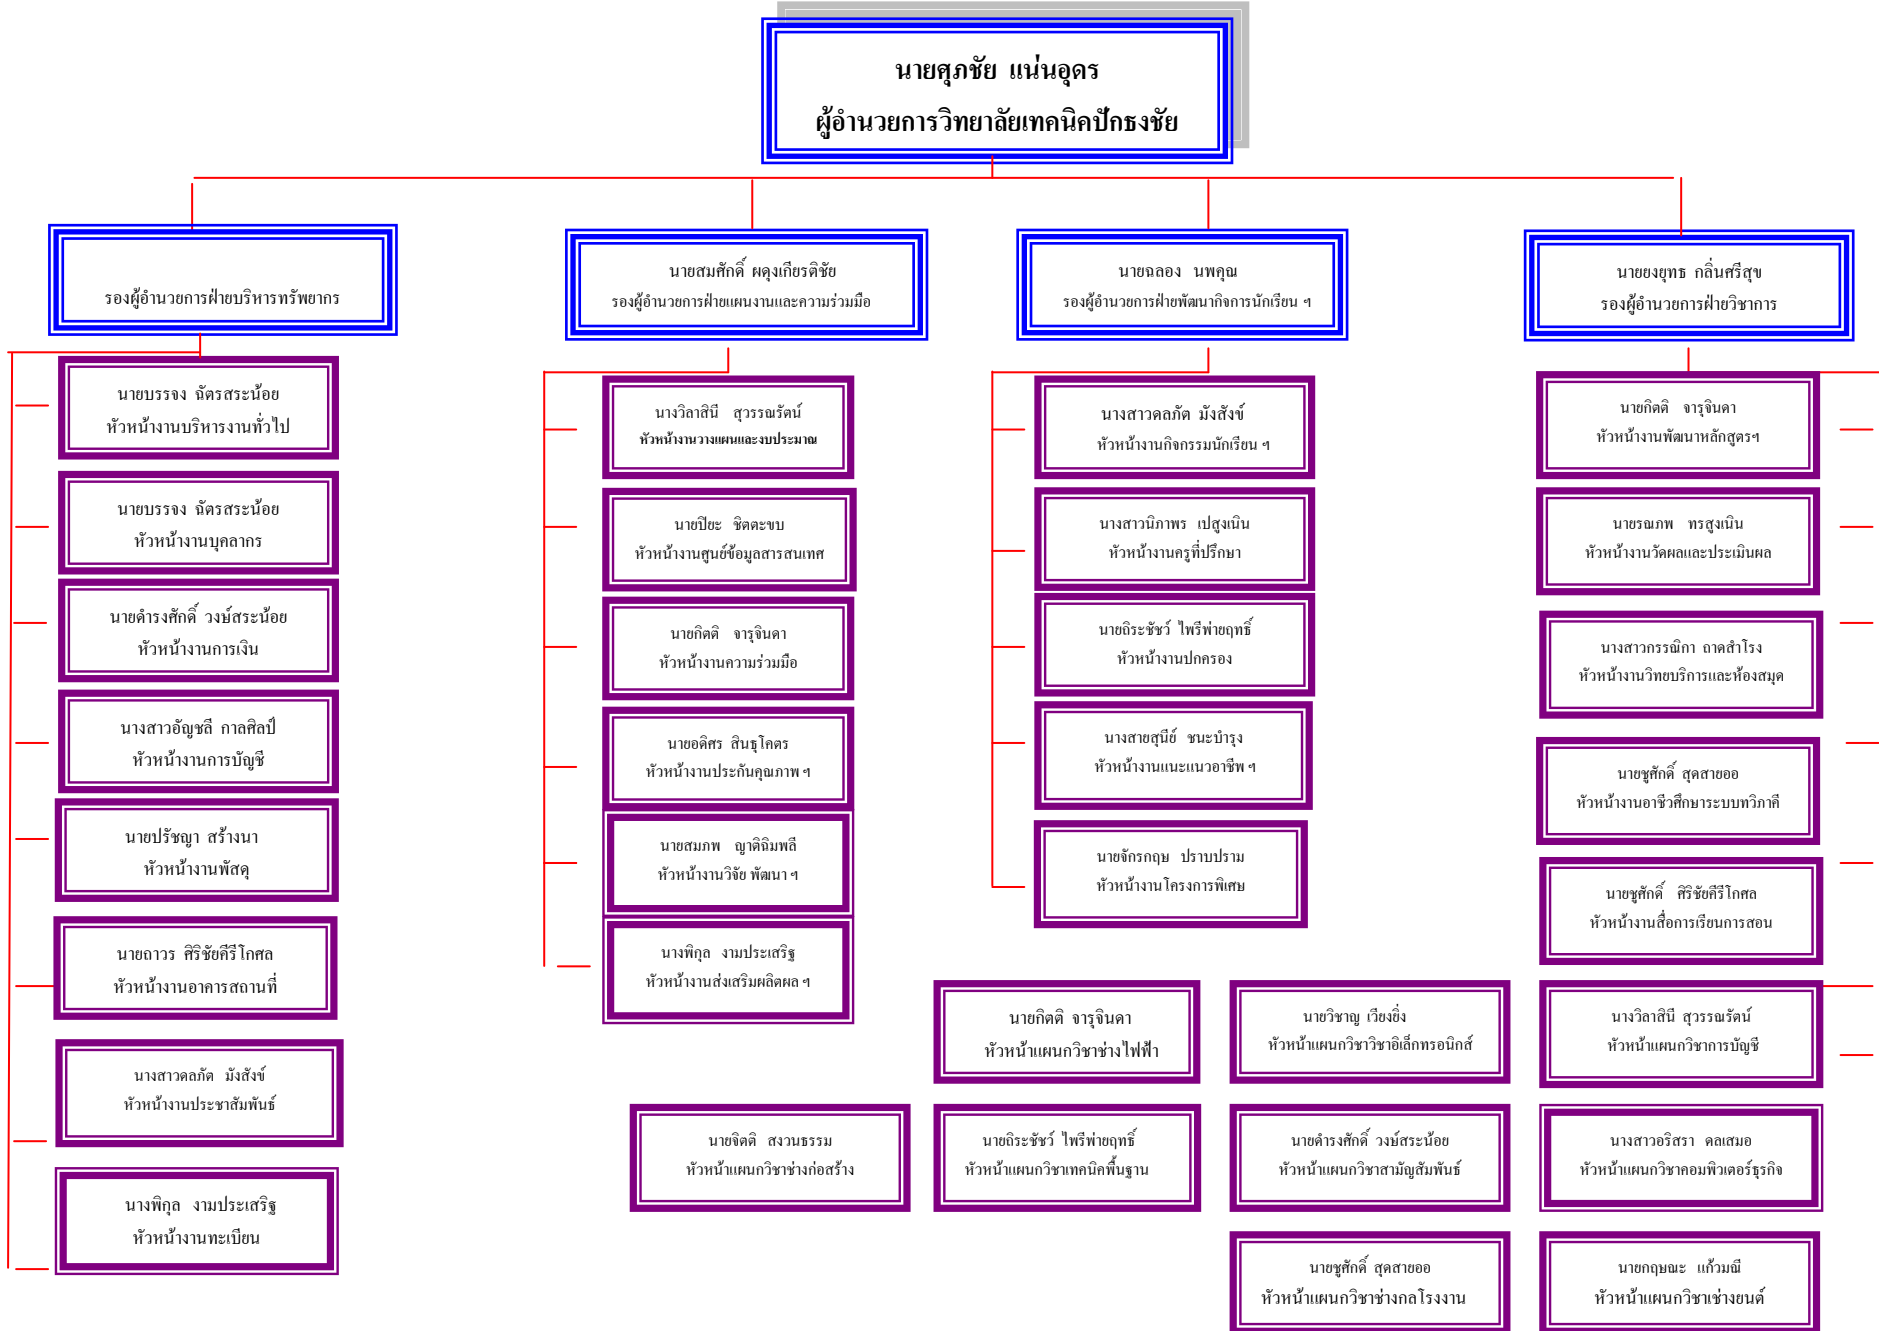 นายศุภชัย แน่นอุดร
ผู้อำนวยการวิทยาลัยเทคนิคปักธงชัย
รองผู้อำนวยการฝ่ายบริหารทรัพยากร
นายสมศักดิ์ ผดุงเกียรติชัย
รองผู้อำนวยการฝ่ายแผนงานและความร่วมมือ
นายฉลอง นพคุณ
รองผู้อำนวยการฝ่ายพัฒนากิจการนักเรียน ฯ
นายยงยุทธ กลิ่นศรีสุข
รองผู้อำนวยการฝ่ายวิชาการ
นายบรรจง ฉัตรสระน้อย
หัวหน้างานบริหารงานทั่วไป
นายบรรจง ฉัตรสระน้อย
หัวหน้างานบุคลากร
นายดำรงศักดิ์ วงษ์สระน้อย
หัวหน้างานการเงิน
นางสาวอัญชลี กาลศิลป์
หัวหน้างานการบัญชี
นายปรัชญา สร้างนา
หัวหน้างานพัสดุ
นายถาวร ศิริชัยคีรีโกศล
หัวหน้างานอาคารสถานที่
นางสาวดลภัต มังสังข์
หัวหน้างานประชาสัมพันธ์
นางพิกุล งามประเสริฐ
หัวหน้างานทะเบียน
นางวิลาสินี สุวรรณรัตน์
หัวหน้างานวางแผนและงบประมาณ
นายปิยะ ชิตตะขบ
หัวหน้างานศูนย์ข้อมูลสารสนเทศ
นายกิตติ จารุจินดา
หัวหน้างานความร่วมมือ
นายอดิศร สินธุโคตร
หัวหน้างานประกันคุณภาพ ฯ
นายสมภพ ญาติฉิมพลี
หัวหน้างานวิจัย พัฒนา ฯ
นางพิกุล งามประเสริฐ
หัวหน้างานส่งเสริมผลิตผล ฯ
นางสาวดลภัต มังสังข์
หัวหน้างานกิจกรรมนักเรียน ฯ
นางสาวนิภาพร เปสูงเนิน
หัวหน้างานครูที่ปรึกษา
นายถิระชัชว์ ไพรีพ่ายฤทธิ์
หัวหน้างานปกครอง
นางสายสุนีย์ ชนะบำรุง
หัวหน้างานแนะแนวอาชีพ ฯ
นายจักรกฤษ ปราบปราม
หัวหน้างานโครงการพิเศษ
นายกิตติ จารุจินดา
หัวหน้างานพัฒนาหลักสูตรฯ
นายรณภพ ทรสูงเนิน
หัวหน้างานวัดผลและประเมินผล
นางสาวกรรณิกา ถาดสำโรง
หัวหน้างานวิทยบริการและห้องสมุด
นายชูศักดิ์ สุดสายออ
หัวหน้างานอาชีวศึกษาระบบทวิภาคี
นายชูศักดิ์ ศิริชัยคีรีโกศล
หัวหน้างานสื่อการเรียนการสอน
นายกิตติ จารุจินดา
หัวหน้าแผนกวิชาช่างไฟฟ้า
นายวิชาญ เวียงยิ่ง
หัวหน้าแผนกวิชาวิชาอิเล็กทรอนิกส์
นางวิลาสินี สุวรรณรัตน์
หัวหน้าแผนกวิชาการบัญชี
นายจิตติ สงวนธรรม
หัวหน้าแผนกวิชาช่างก่อสร้าง
นายถิระชัชว์ ไพรีพ่ายฤทธิ์
หัวหน้าแผนกวิชาเทคนิคพื้นฐาน
นายดำรงศักดิ์ วงษ์สระน้อย
หัวหน้าแผนกวิชาสามัญสัมพันธ์
นางสาวอริสรา ดลเสมอ
หัวหน้าแผนกวิชาคอมพิวเตอร์ธุรกิจ
นายชูศักดิ์ สุดสายออ
หัวหน้าแผนกวิชาช่างกลโรงงาน
นายกฤษณะ แก้วมณี
หัวหน้าแผนกวิชาเช่างยนต์